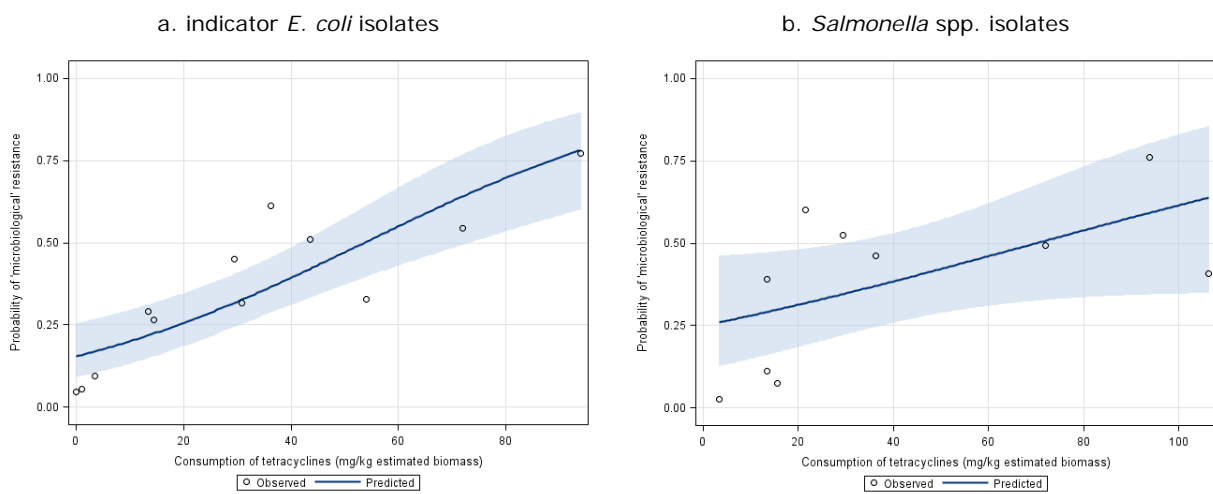 a. indicator E. coli isolates
1.00
0.75
0.50
0.25
0.00
Probability of 'microbiological' resistance
0
20
40
60
80
Consumption of tetracyclines (mg/kg estimated biomass)
Observed
Predicted
b. Salmonella spp. isolates
1.00
0.75
0.50
0.25
0.00
Probability of 'microbiological' resistance
0
20
40
60
80
100
Consumption of tetracyclines (mg/kg estimated biomass)
Observed
Predicted